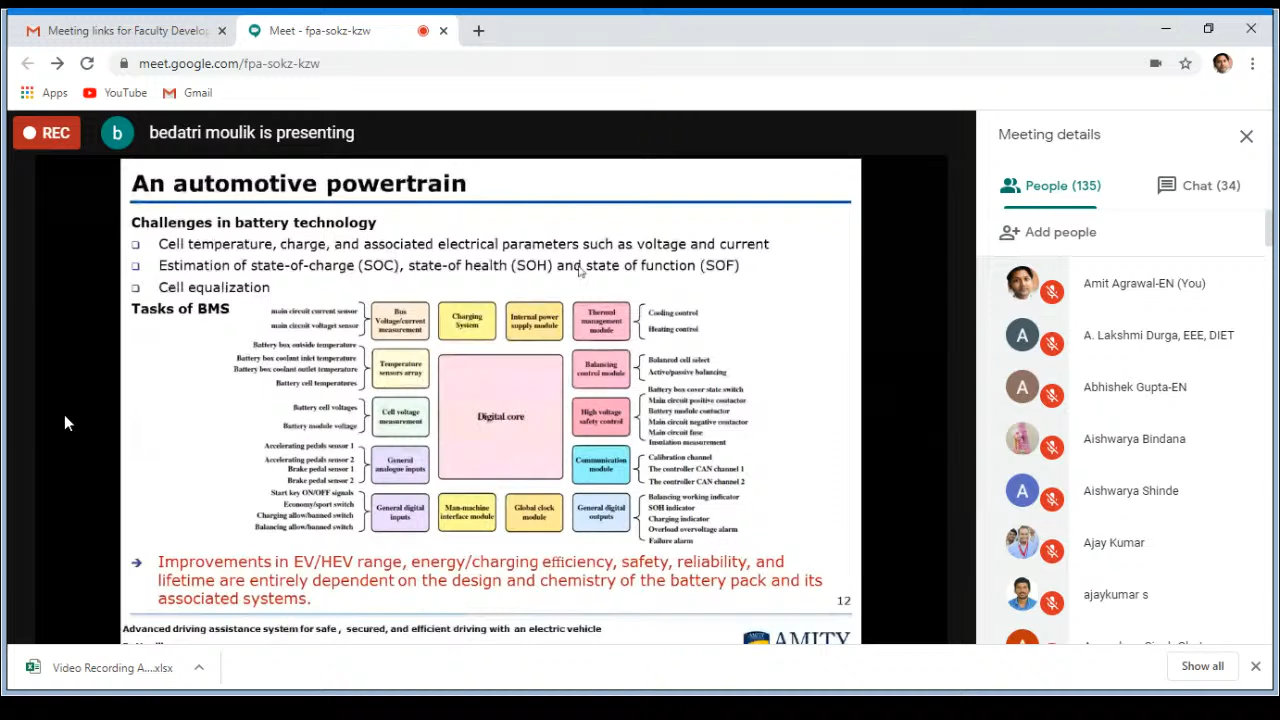 Meeting links for Faculty Develop
Meet - fpa-sokz-kzw
meet.google.com/fpa-sokz-kzw
Apps
YouTube
Gmail
REC
b
bedatri moulik is presenting
An automotive powertrain
Challenges in battery technology
Cell temperature, charge, and associated electrical parameters such as voltage and current
Estimation of state-of-charge (SOC), state-of health (SOH) and state of function (SOF)
Cell equalization
Tasks of BMS
main circuit current sensor
main circuit voltaget sensor
Bus
Voltage/current
measurement
Charging
System
Internal power
supply module
Thermal
management
module
Cooling control
Heating control
Battery box outside temperature
Battery box coolant inlet temperature
Battery box coolant outlet temperature
Battery cell temperatures
Temperature
sensors array
Digital core
Balancing
control module
Balanced cell select
Active/passive balancing
Battery cell voltages
Battery module voltage
Cell voltage
measurement
High voltage
safety control
Battery box cover state switch
Main circuit positive contactor
Battery module contactor
Main circuit negative contactor
Main circuit fuse
Insulation measurement
Accelerating pedals sensor 1
Accelerating pedals sensor 2
Brake pedal sensor 1
Brake pedal sensor 2
General
analogue inputs
Communication
module
Calibration channel
The controller CAN channel 1
The controller CAN channel 2
Start key ON/OFF signals
Economy/sport switch
Charging allow/banned switch
Balancing allow/banned switch
General digital
inputs
Man-machine
interface module
Global clock
module
General digital
outputs
Balancing working indicator
SOH indicator
Charging indicator
Overload overvoltage alarm
Failure alarm
Improvements in EV/HEV range, energy/charging efficiency, safety, reliability, and
lifetime are entirely dependent on the design and chemistry of the battery pack and its
associated systems.
12
Advanced driving assistance system for safe , secured, and efficient driving with an electric vehicle
AMITY
Meeting details
People (135)
Chat (34)
Add people
Amit Agrawal-EN (You)
A
A. Lakshmi Durga, EEE, DIET
A
Abhishek Gupta-EN
Aishwarya Bindana
A
Aishwarya Shinde
Ajay Kumar
ajaykumar s
Video Recording A....xlsx
Show all